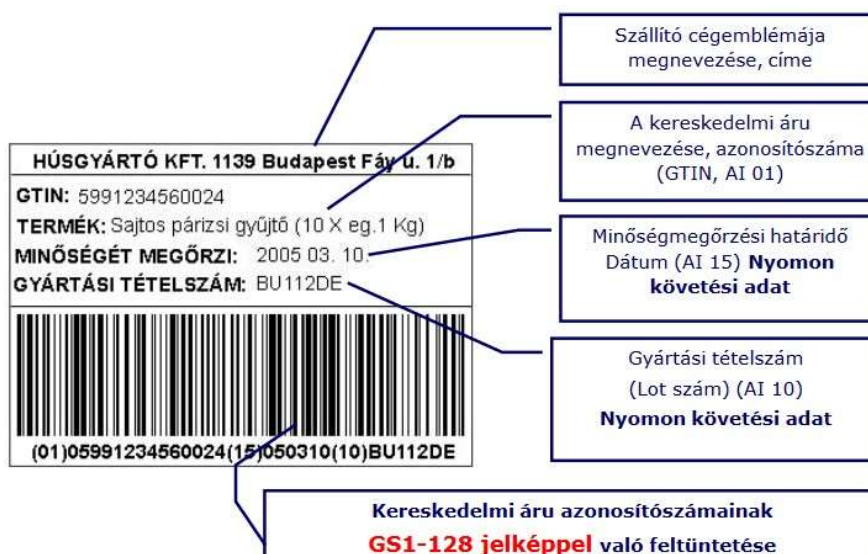 Szállító cégemblémája
megnevezése, címe
A kereskedelmi áru
megnevezése, azonosítószáma
(GTIN, AI 01)
Minőségmegőrzési határidő
Dátum (AI 15) Nyomon
követési adat
Gyártási tételszám
(Lot szám) (AI 10)
Nyomon követési adat
HÚSGYÁRTÓ KFT. 1139 Budapest Fáy u. 1/b
GTIN: 5991234560024
TERMÉK: Sajtos párizsi gyűjtő (10 X eg.1 Kg)
MINŐSÉGÉT MEGŐRZI: 2005 03. 10.
GYÁRTÁSI TÉTELSZÁM: BU112DE
(01)05991234560024(15)050310(10)BU112DE
Kereskedelmi áru azonosítószámainak
GS1-128 jelképpel való feltüntetése